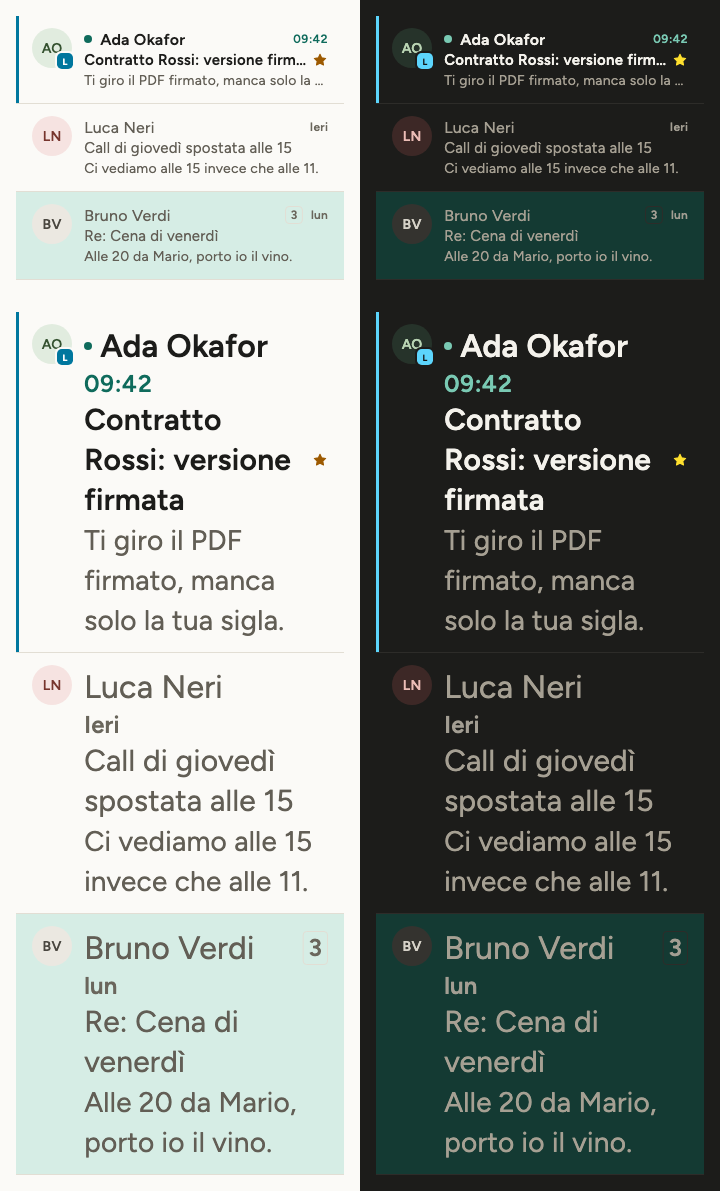 AO
L
Ada Okafor 09:42
Contratto Rossi: versione firm...
Ti giro il PDF firmato, manca solo la ...
LN
Luca Neri Ieri
Call di giovedì spostata alle 15
Ci vediamo alle 15 invece che alle 11.
BV
Bruno Verdi 3 lun
Re: Cena di venerdì
Alle 20 da Mario, porto io il vino.
AO
L
Ada Okafor
09:42
Contratto
Rossi: versione
firmata
Ti giro il PDF
firmato, manca
solo la tua sigla.
LN
Luca Neri
Ieri
Call di giovedì
spostata alle 15
Ci vediamo alle 15
invece che alle 11.
BV
Bruno Verdi 3
lun
Re: Cena di
venerdì
Alle 20 da Mario,
porto io il vino.
AO
L
Ada Okafor 09:42
Contratto Rossi: versione firm...
Ti giro il PDF firmato, manca solo la ...
LN
Luca Neri Ieri
Call di giovedì spostata alle 15
Ci vediamo alle 15 invece che alle 11.
BV
Bruno Verdi 3 lun
Re: Cena di venerdì
Alle 20 da Mario, porto io il vino.
AO
L
Ada Okafor
09:42
Contratto
Rossi: versione
firmata
Ti giro il PDF
firmato, manca
solo la tua sigla.
LN
Luca Neri
Ieri
Call di giovedì
spostata alle 15
Ci vediamo alle 15
invece che alle 11.
BV
Bruno Verdi 3
lun
Re: Cena di
venerdì
Alle 20 da Mario,
porto io il vino.